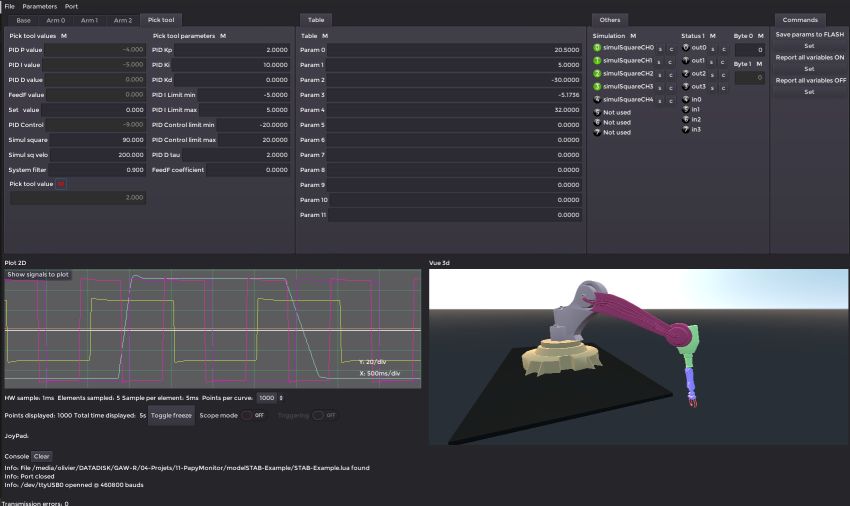 File Parameters Port
Base Arm 0 Arm 1 Arm 2 Pick tool
Pick tool values M
PID P value -4.000
PID I value -5.000
PID D value 0.000
FeedF value 0.000
Set value 0.000
PID Control -9.000
Simul square 90.000
Simul sq velo 200.000
System filter 0.900
Pick tool value
2.000
Pick tool parameters M
PID Kp 2.0000
PID Ki 10.0000
PID Kd 0.0000
PID I Limit min -5.0000
PID I Limit max 5.0000
PID Control limit min -20.0000
PID Control limit max 20.0000
PID D tau 2.0000
FeedF coefficient 0.0000
Table
Table M
Param 0 20.5000
Param 1 5.0000
Param 2 -30.0000
Param 3 -5.1736
Param 4 32.0000
Param 5 0.0000
Param 6 0.0000
Param 7 0.0000
Param 8 0.0000
Param 9 0.0000
Param 10 0.0000
Param 11 0.0000
Others
Simulation M
0 simulSquareCH0 s c
1 simulSquareCH1 s c
2 simulSquareCH2 s c
3 simulSquareCH3 s c
4 simulSquareCH4 s c
5 Not used
6 Not used
7 Not used
Status 1 M
out0 s c
out1 s c
out2 s c
out3 s c
in0
in1
in2
in3
Byte 0 M
0
Byte 1 M
0
Commands
Save params to FLASH
Set
Report all variables ON
Set
Report all variables OFF
Set
Plot 2D
Show signals to plot
Y: 20/div
X: 500ms/div
HW sample: 1ms Elements sampled: 5 Sample per element: 5ms Points per curve: 1000
Points displayed: 1000 Total time displayed: 5s Toggle freeze Scope mode OFF Triggering OFF
JoyPad:
Vue 3d
Console Clear
Info: File /media/olivier/DATADISK/GAW-R/04-Projets/11-PapyMonitor/modelSTAB-Example/STAB-Example.lua found
Info: Port closed
Info: /dev/ttyUSB0 openned @ 460800 bauds
Transmission errors: 0